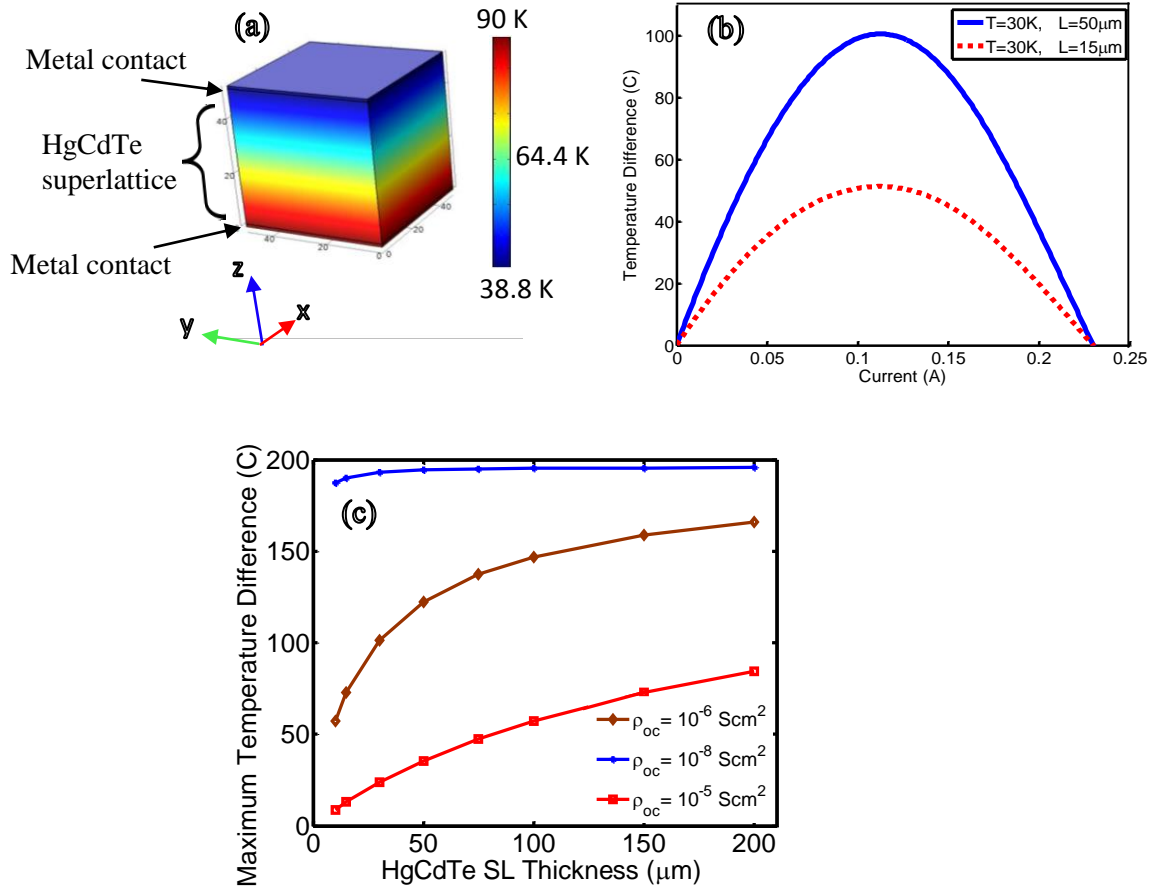 (a)
90 K
Metal contact
HgCdTe
superlattice
64.4 K
Metal contact
38.8 K
40
20
40
20
0
0
20
40
z
y
x
(b)
T=30K, L=50μm
T=30K, L=15μm
Temperature Difference (C)
100
80
60
40
20
0
0
0.05
0.1
0.15
0.2
0.25
Current (A)
(c)
Maximum Temperature Difference (C)
200
150
100
50
0
ρoc= 10-6 Scm2
ρoc= 10-8 Scm2
ρoc= 10-5 Scm2
0
50
100
150
200
HgCdTe SL Thickness (μm)